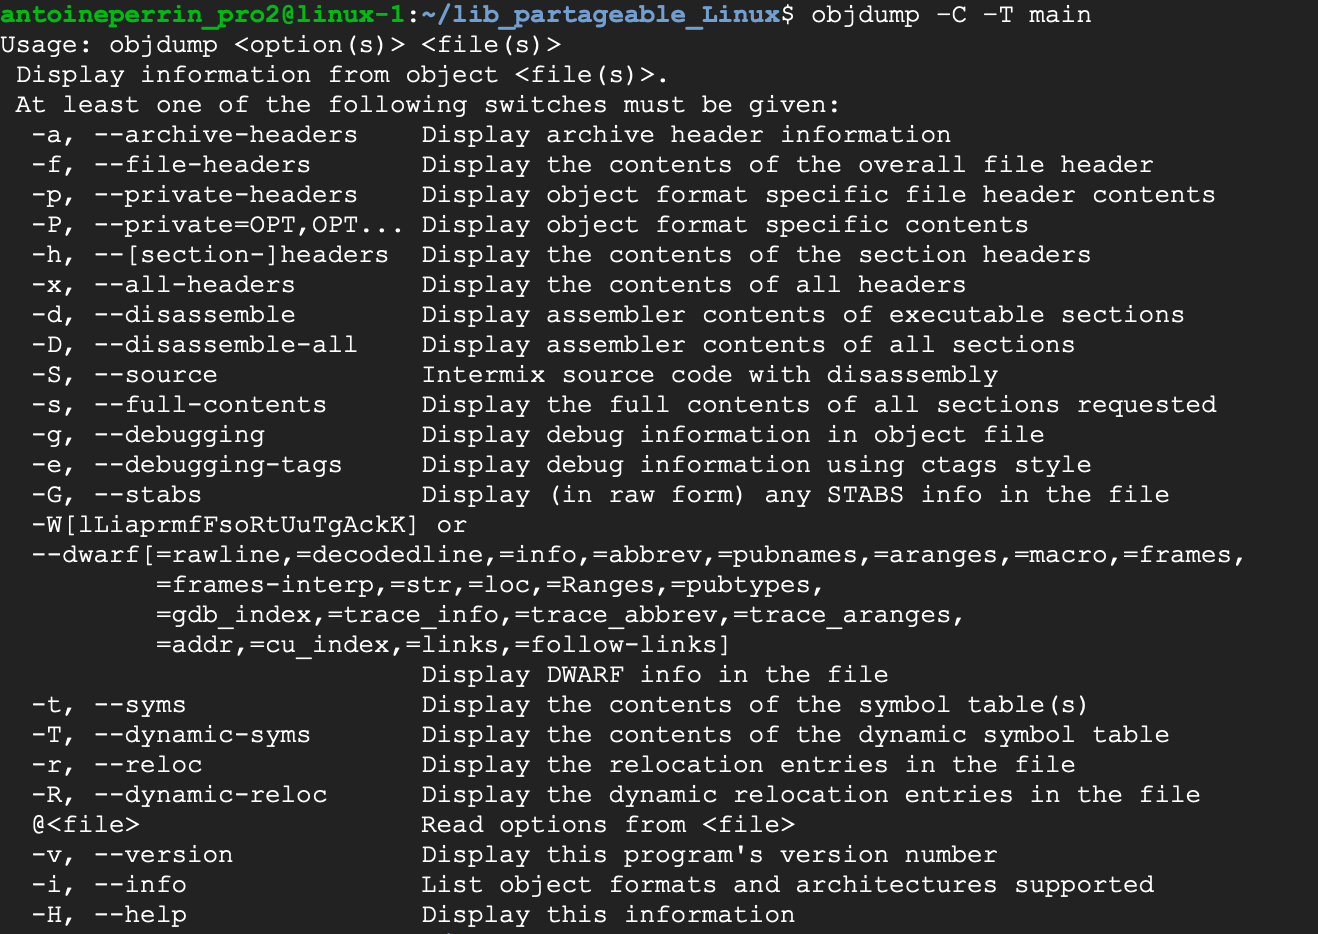 antoineperrin_pro2@linux-1:~/lib_partageable_Linux$ objdump –C –T main
Usage: objdump <option(s)> <file(s)>
 Display information from object <file(s)>.
 At least one of the following switches must be given:
  -a, --archive-headers    Display archive header information
  -f, --file-headers       Display the contents of the overall file header
  -p, --private-headers    Display object format specific file header contents
  -P, --private=OPT,OPT... Display object format specific contents
  -h, --[section-]headers  Display the contents of the section headers
  -x, --all-headers        Display the contents of all headers
  -d, --disassemble        Display assembler contents of executable sections
  -D, --disassemble-all    Display assembler contents of all sections
  -S, --source             Intermix source code with disassembly
  -s, --full-contents      Display the full contents of all sections requested
  -g, --debugging          Display debug information in object file
  -e, --debugging-tags     Display debug information using ctags style
  -G, --stabs              Display (in raw form) any STABS info in the file
  -W[lLiaprmfFsoRtUuTgAckK] or
  --dwarf[=rawline,=decodedline,=info,=abbrev,=pubnames,=aranges,=macro,=frames,
          =frames-interp,=str,=loc,=Ranges,=pubtypes,
          =gdb_index,=trace_info,=trace_abbrev,=trace_aranges,
          =addr,=cu_index,=links,=follow-links]
                           Display DWARF info in the file
  -t, --syms               Display the contents of the symbol table(s)
  -T, --dynamic-syms       Display the contents of the dynamic symbol table
  -r, --reloc              Display the relocation entries in the file
  -R, --dynamic-reloc      Display the dynamic relocation entries in the file
  @<file>                  Read options from <file>
  -v, --version            Display this program's version number
  -i, --info               List object formats and architectures supported
  -H, --help               Display this information